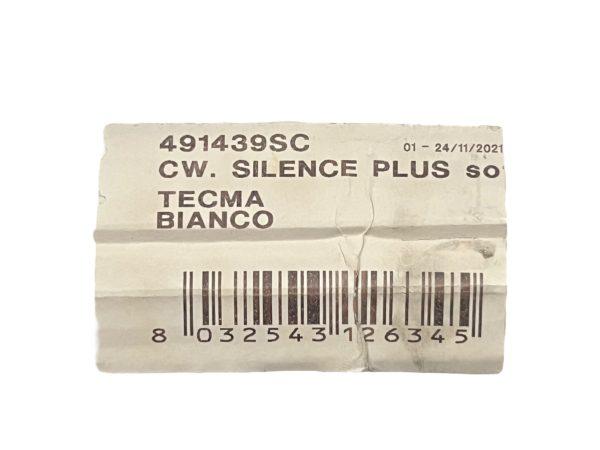 491439SC 01 - 24/11/2021
CW. SILENCE PLUS
TECMA
BIANCO
8 032543 126345